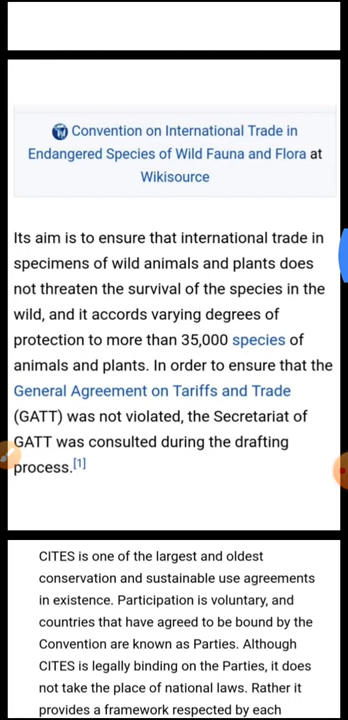 Convention on International Trade in
Endangered Species of Wild Fauna and Flora at
Wikisource
Its aim is to ensure that international trade in
specimens of wild animals and plants does
not threaten the survival of the species in the
wild, and it accords varying degrees of
protection to more than 35,000 species of
animals and plants. In order to ensure that the
General Agreement on Tariffs and Trade
(GATT) was not violated, the Secretariat of
GATT was consulted during the drafting
process.[1]
CITES is one of the largest and oldest
conservation and sustainable use agreements
in existence. Participation is voluntary, and
countries that have agreed to be bound by the
Convention are known as Parties. Although
CITES is legally binding on the Parties, it does
not take the place of national laws. Rather it
provides a framework respected by each